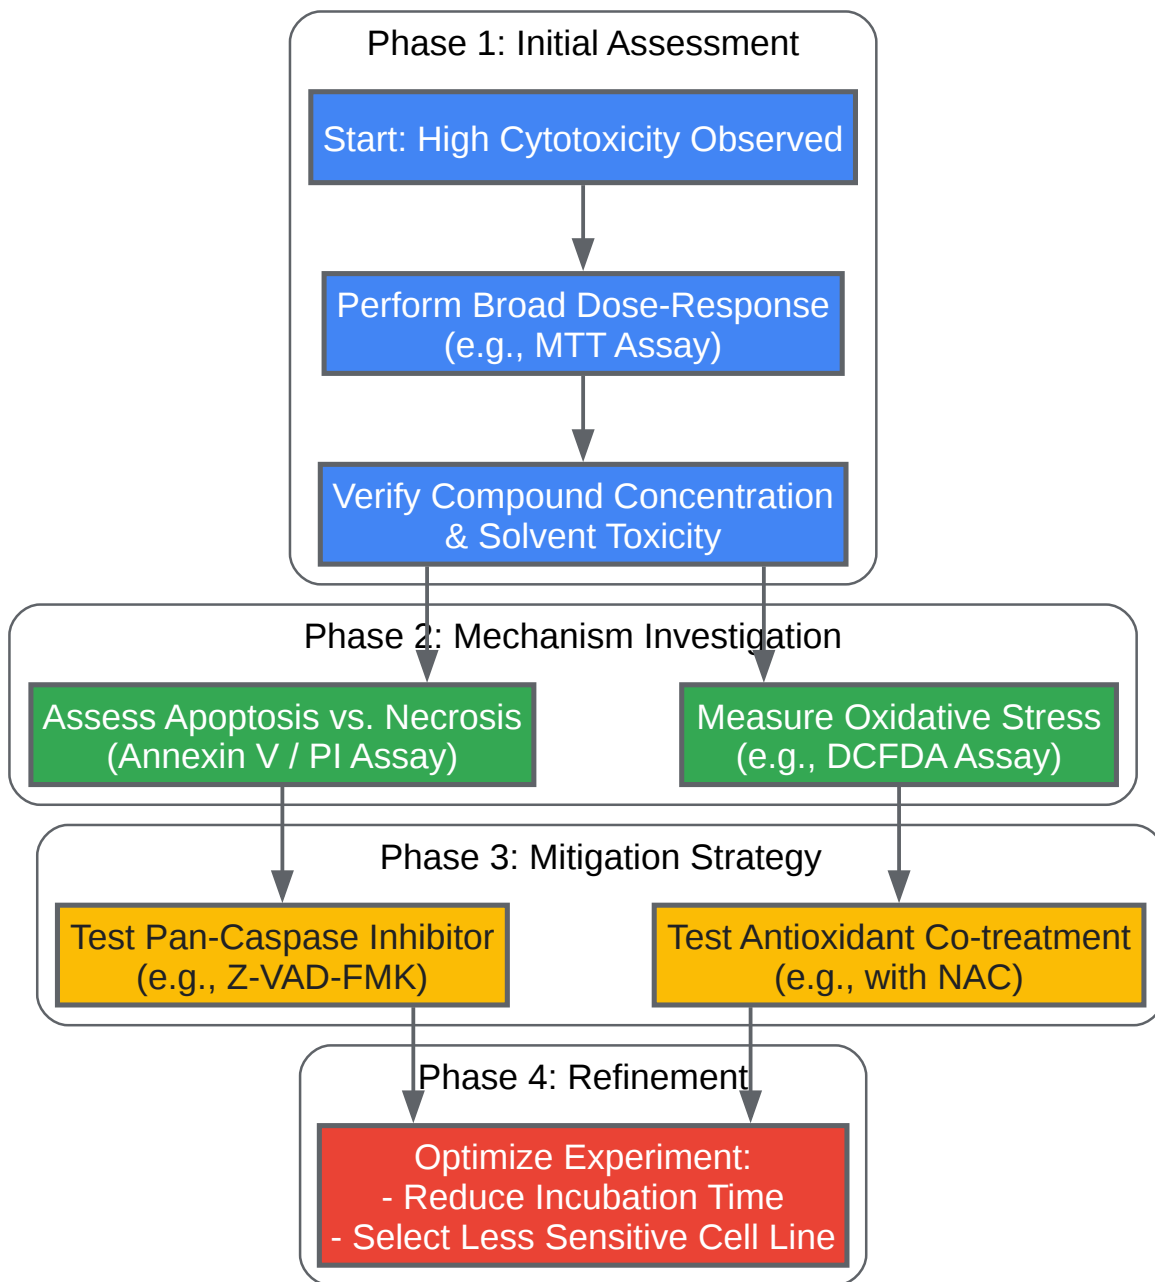 Phase 1: Initial Assessment
Start: High Cytotoxicity Observed
Perform Broad Dose-Response
(e.g., MTT Assay)
Verify Compound Concentration
& Solvent Toxicity
Phase 2: Mechanism Investigation
Assess Apoptosis vs. Necrosis
(Annexin V / PI Assay)
Measure Oxidative Stress
(e.g., DCFDA Assay)
Phase 3: Mitigation Strategy
Test Pan-Caspase Inhibitor
(e.g., Z-VAD-FMK)
Test Antioxidant Co-treatment
(e.g., with NAC)
Phase 4: Refinement
Optimize Experiment:
- Reduce Incubation Time
- Select Less Sensitive Cell Line